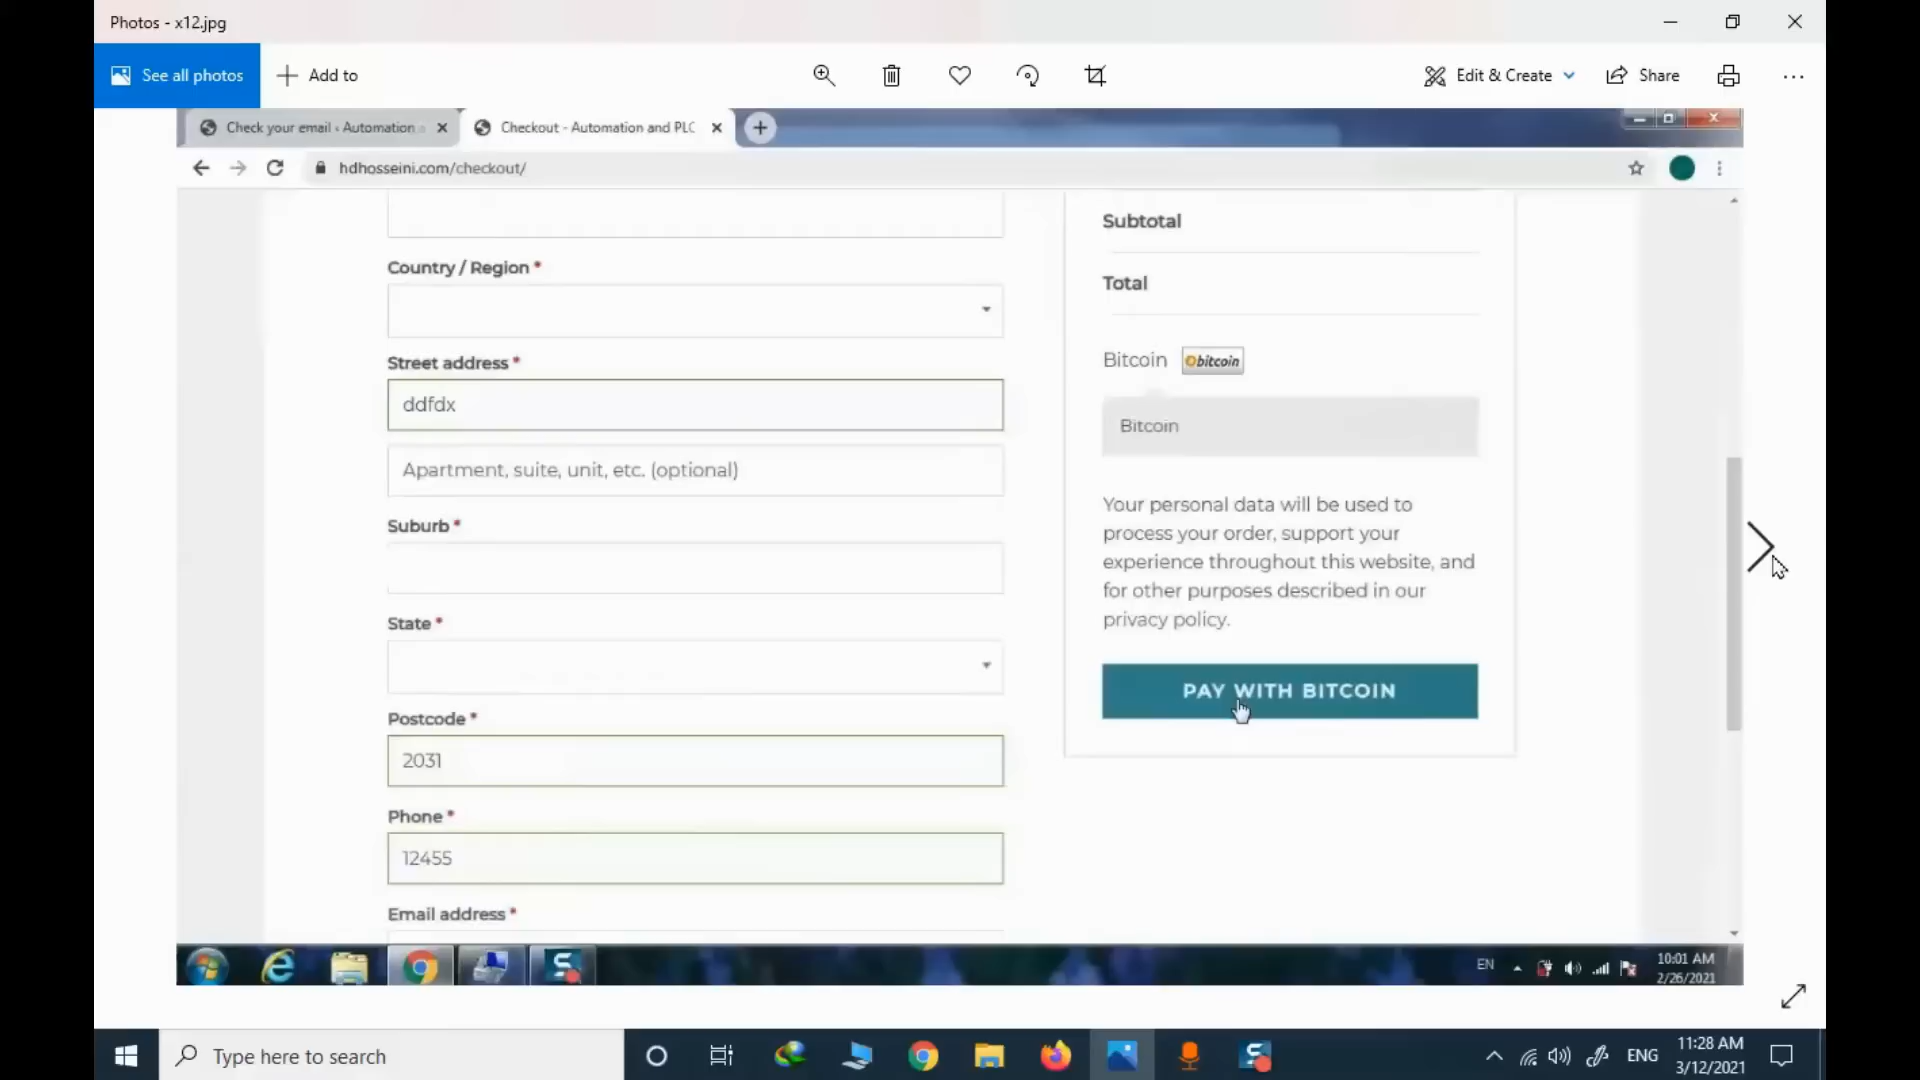 Photos - x12.jpg
See all photos
Add to
Edit & Create
Share
Check your email ‹ Automation
Checkout - Automation and PLC
hdhosseini.com/checkout/
Country / Region *
Street address *
ddfdx
Apartment, suite, unit, etc. (optional)
Suburb *
State *
Postcode *
2031
Phone *
12455
Email address *
Subtotal
Total
Bitcoin
bitcoin
Bitcoin
Your personal data will be used to
process your order, support your
experience throughout this website, and
for other purposes described in our
privacy policy.
PAY WITH BITCOIN
EN
10:01 AM
2/26/2021
Type here to search
ENG
11:28 AM
3/12/2021